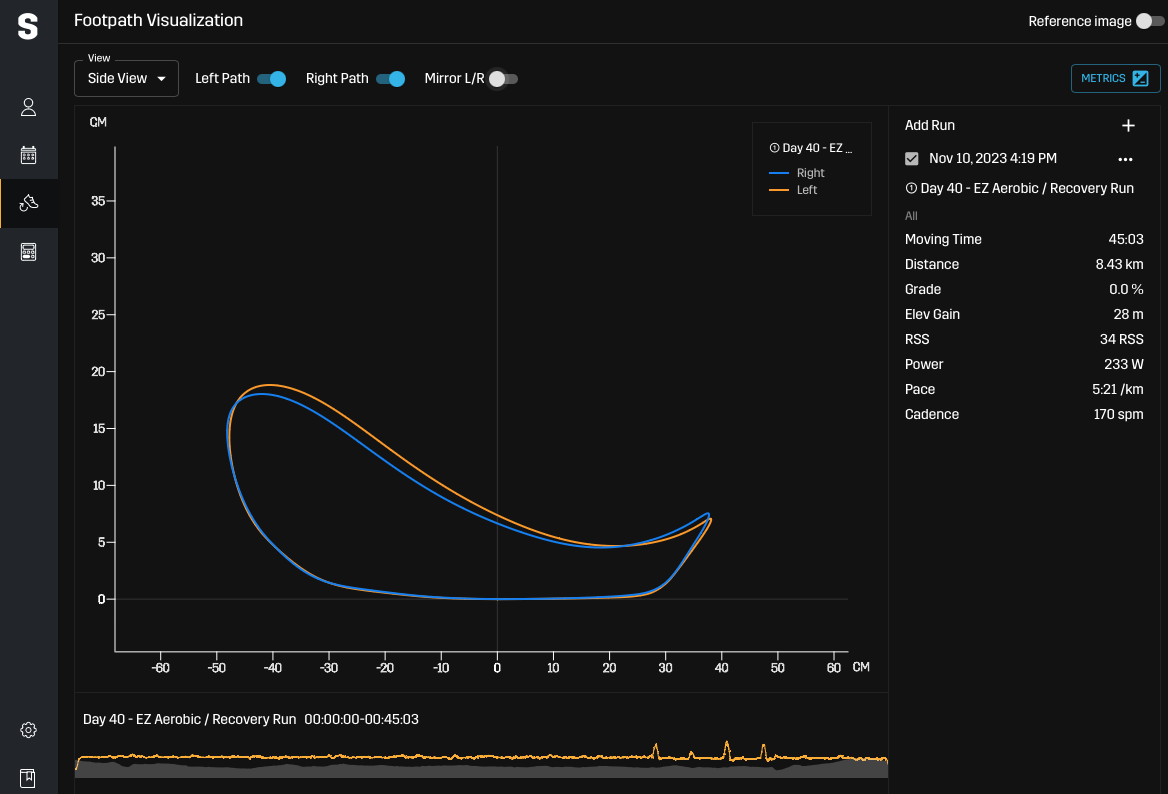 S
Footpath Visualization
Reference image
View
Side View
Left Path
Right Path
Mirror L/R
METRICS
CM
35
30
25
20
15
10
5
0
-60 -50 -40 -30 -20 -10 0 10 20 30 40 50 60 CM
1 Day 40 - EZ ...
Right
Left
Add Run
Nov 10, 2023 4:19 PM
1 Day 40 - EZ Aerobic / Recovery Run
All
Moving Time 45:03
Distance 8.43 km
Grade 0.0 %
Elev Gain 28 m
RSS 34 RSS
Power 233 W
Pace 5:21 /km
Cadence 170 spm
Day 40 - EZ Aerobic / Recovery Run 00:00:00-00:45:03